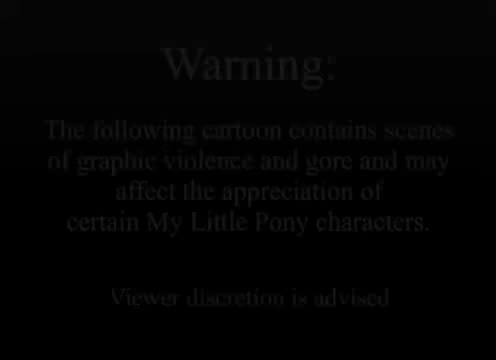 Warning:
The following cartoon contains scenes
of graphic violence and gore and may
affect the appreciation of
certain My Little Pony characters.
Viewer discretion is advised